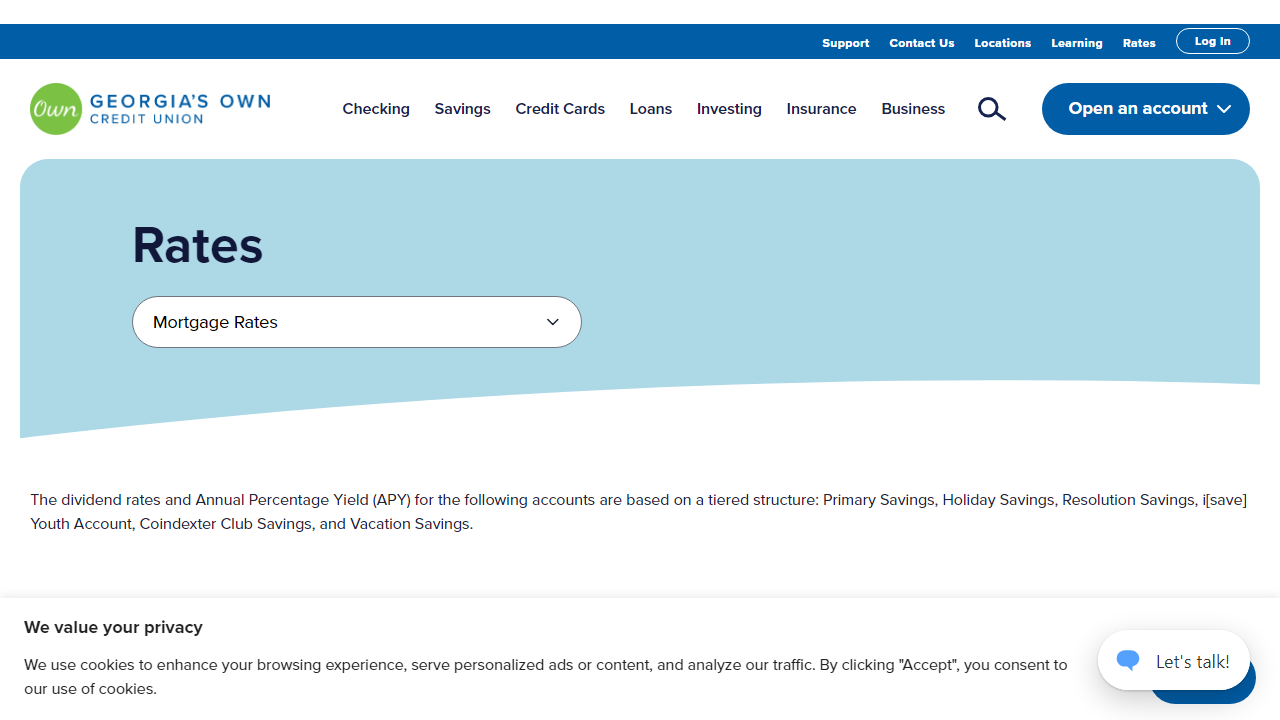 Support Contact Us Locations Learning Rates Log In
Own GEORGIA'S OWN
CREDIT UNION
Checking Savings Credit Cards Loans Investing Insurance Business Open an account
Rates
Mortgage Rates
The dividend rates and Annual Percentage Yield (APY) for the following accounts are based on a tiered structure: Primary Savings, Holiday Savings, Resolution Savings, i[save]
Youth Account, Coindexter Club Savings, and Vacation Savings.
We value your privacy
We use cookies to enhance your browsing experience, serve personalized ads or content, and analyze our traffic. By clicking "Accept", you consent to
our use of cookies.
Let's talk!